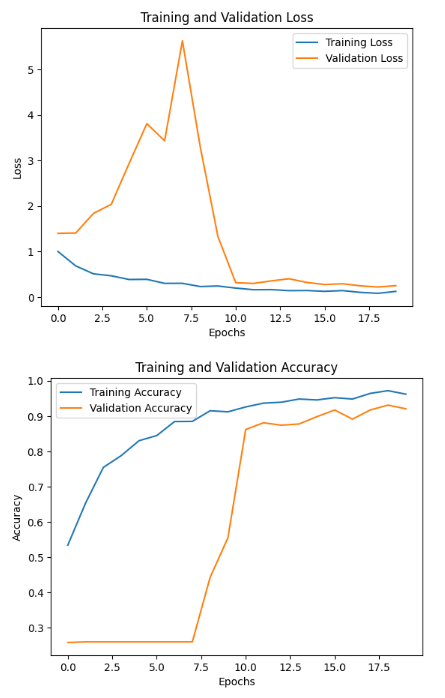 Training and Validation Loss
Training Loss
Validation Loss
5
4
3
2
1
0
Loss
0.0 2.5 5.0 7.5 10.0 12.5 15.0 17.5
Epochs
Training and Validation Accuracy
Training Accuracy
Validation Accuracy
1.0
0.9
0.8
0.7
0.6
0.5
0.4
0.3
Accuracy
0.0 2.5 5.0 7.5 10.0 12.5 15.0 17.5
Epochs